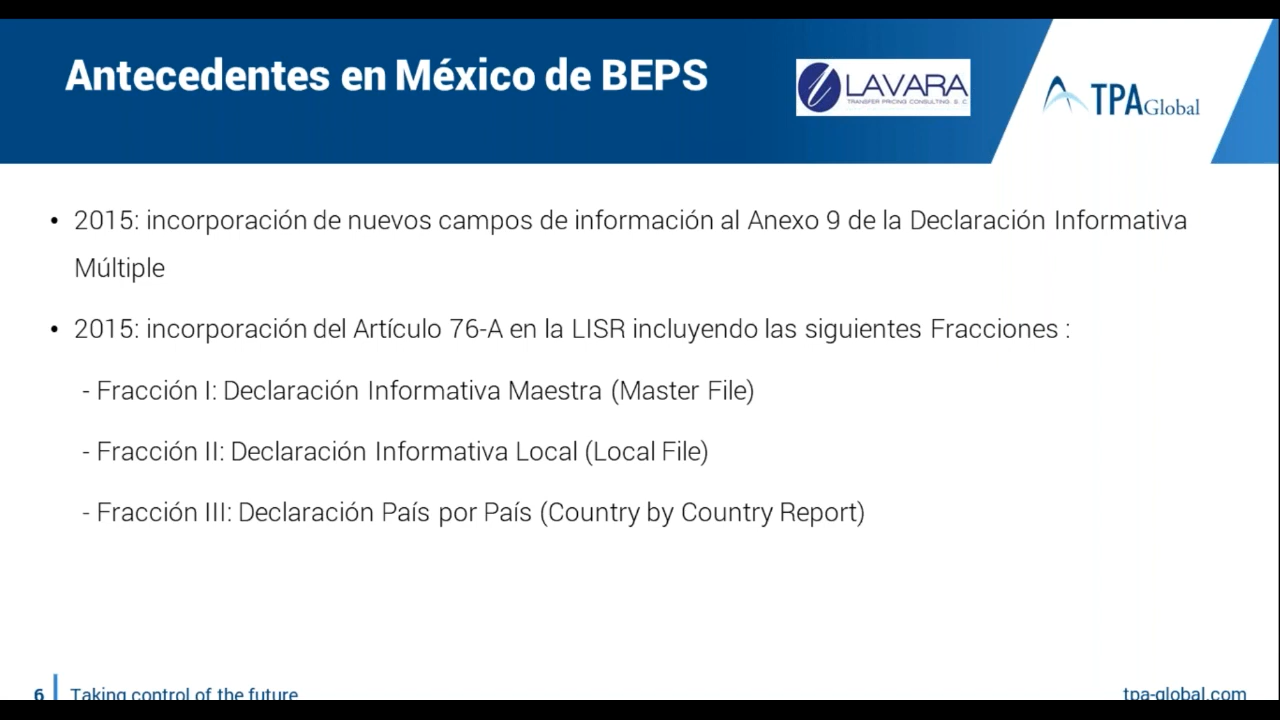 Antecedentes en México de BEPS
LAVARA
TRANSFER PRICING CONSULTING, S. C.
TPA Global
• 2015: incorporación de nuevos campos de información al Anexo 9 de la Declaración Informativa
Múltiple
• 2015: incorporación del Artículo 76-A en la LISR incluyendo las siguientes Fracciones :
- Fracción I: Declaración Informativa Maestra (Master File)
- Fracción II: Declaración Informativa Local (Local File)
- Fracción III: Declaración País por País (Country by Country Report)
6 Taking control of the future
tpa-global.com